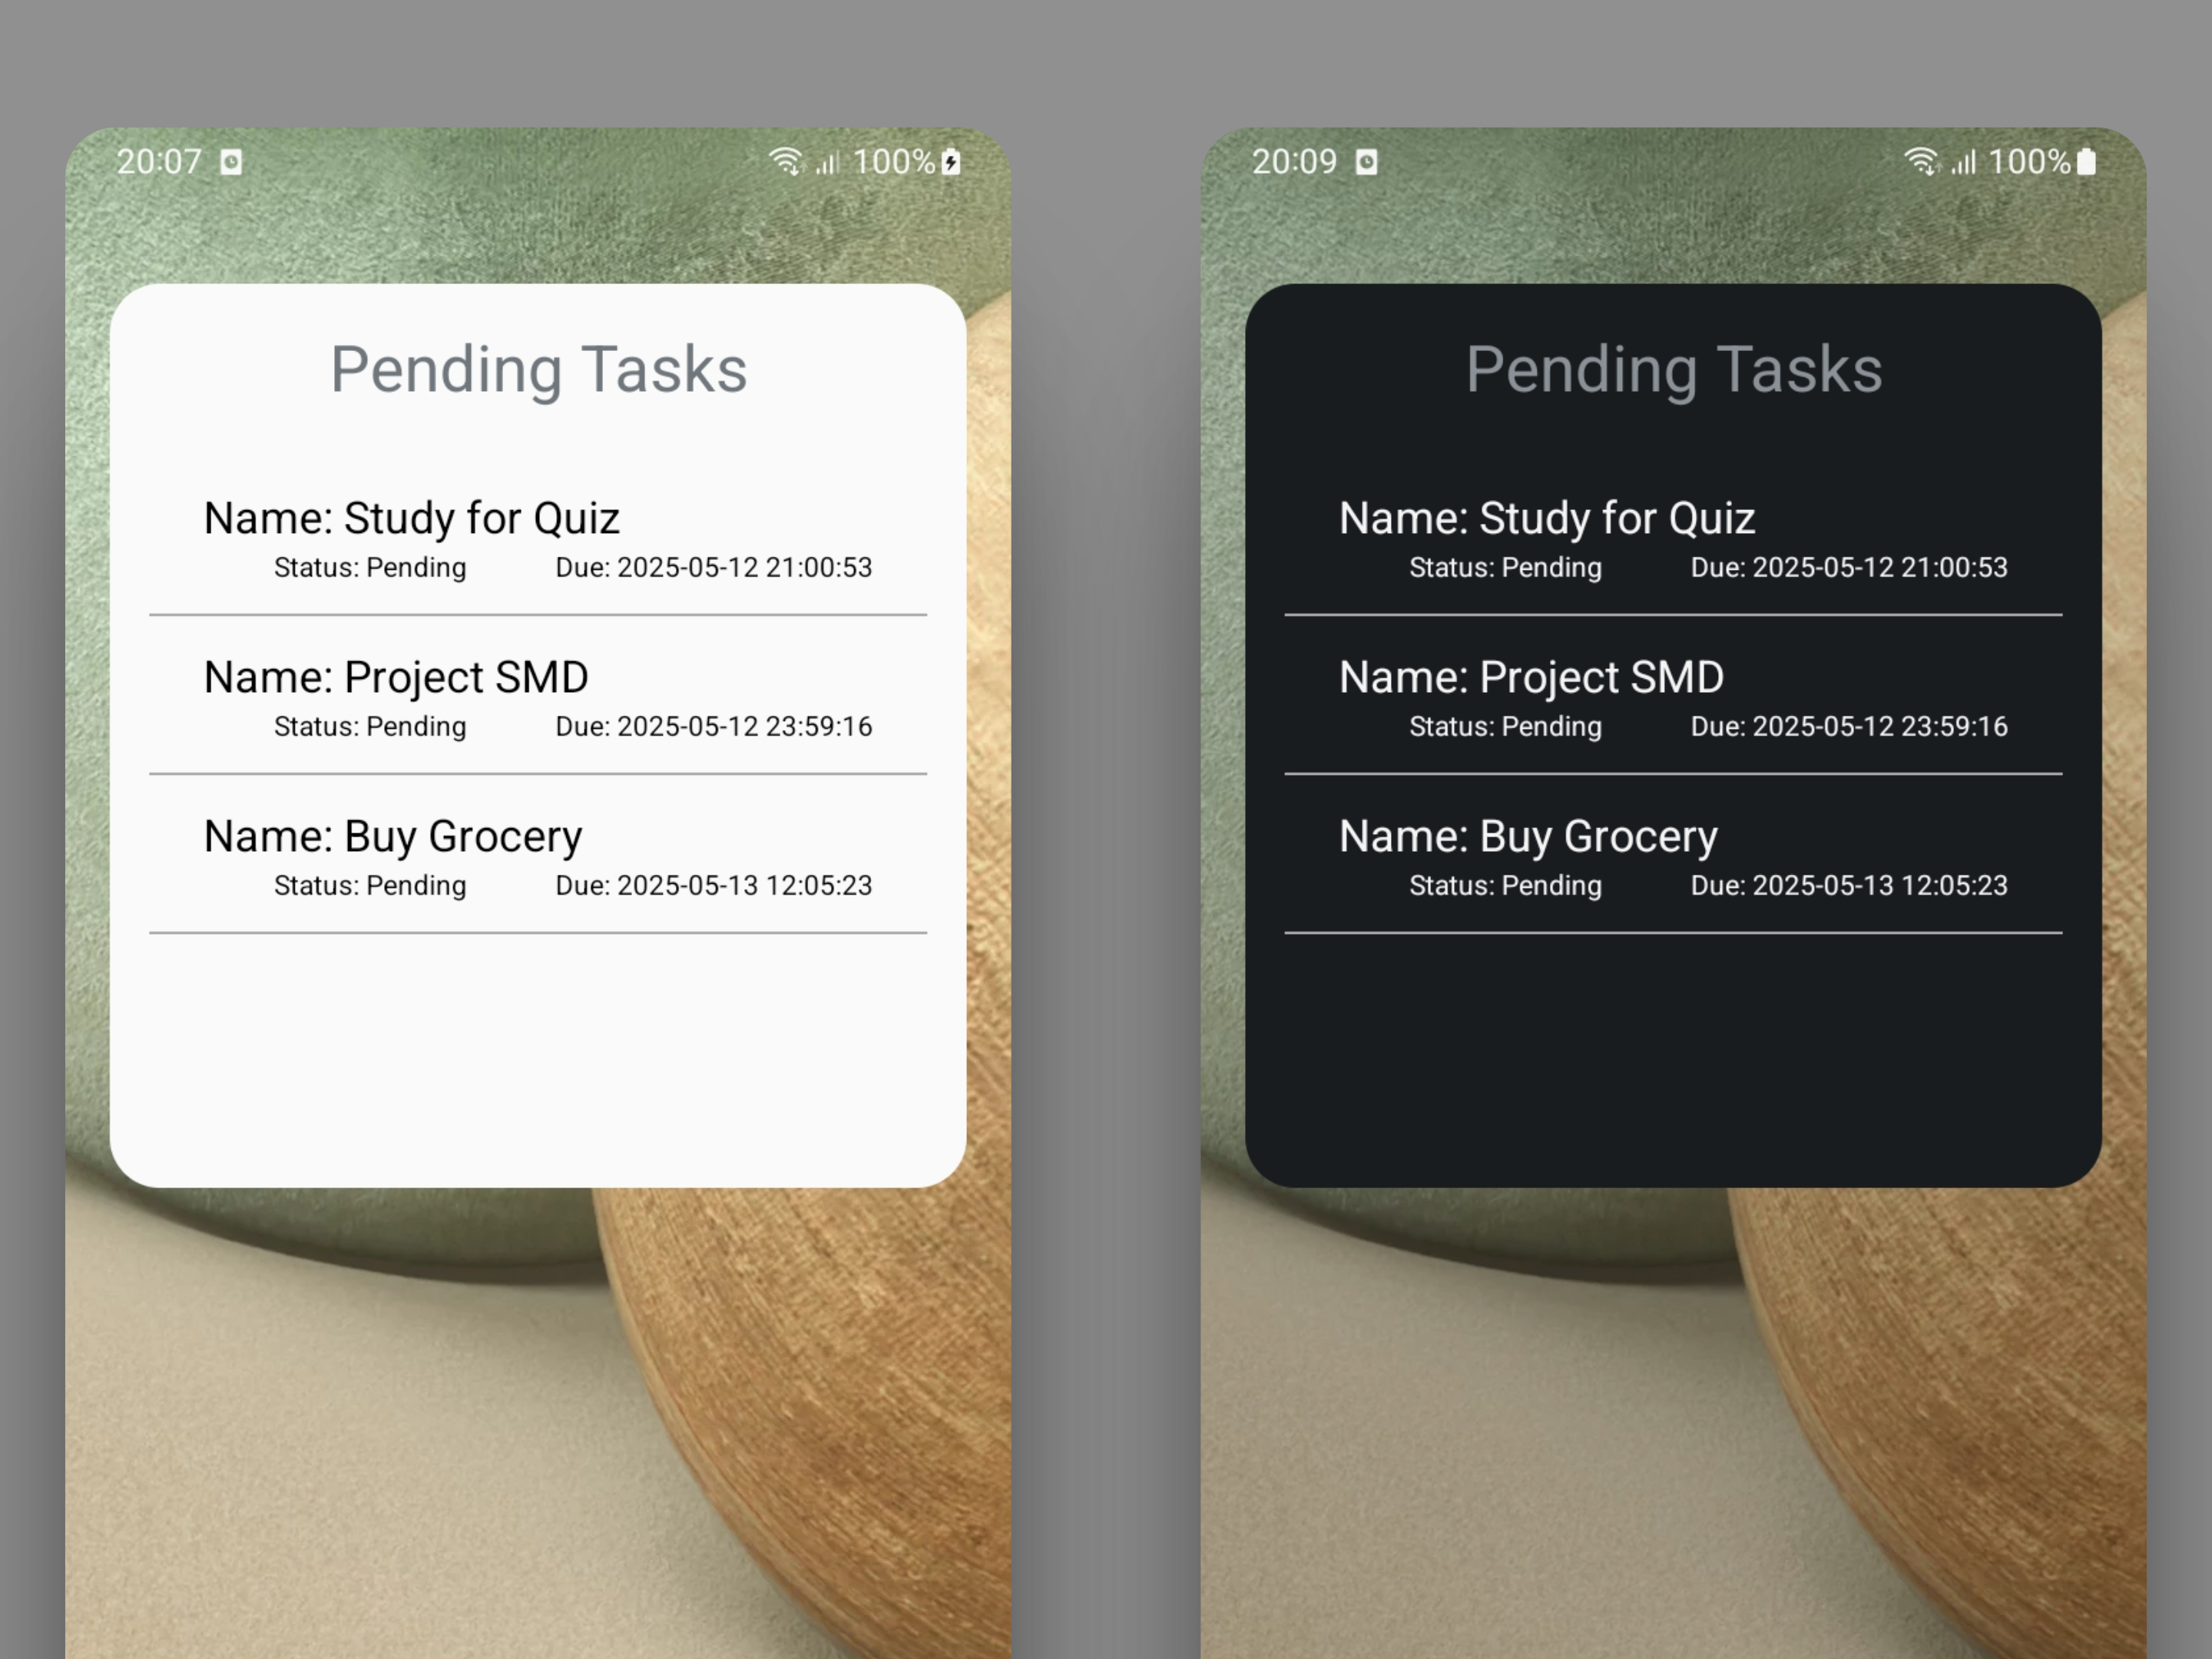 20:07 100%
Pending Tasks
Name: Study for Quiz
Status: Pending Due: 2025-05-12 21:00:53
Name: Project SMD
Status: Pending Due: 2025-05-12 23:59:16
Name: Buy Grocery
Status: Pending Due: 2025-05-13 12:05:23
20:09 100%
Pending Tasks
Name: Study for Quiz
Status: Pending Due: 2025-05-12 21:00:53
Name: Project SMD
Status: Pending Due: 2025-05-12 23:59:16
Name: Buy Grocery
Status: Pending Due: 2025-05-13 12:05:23